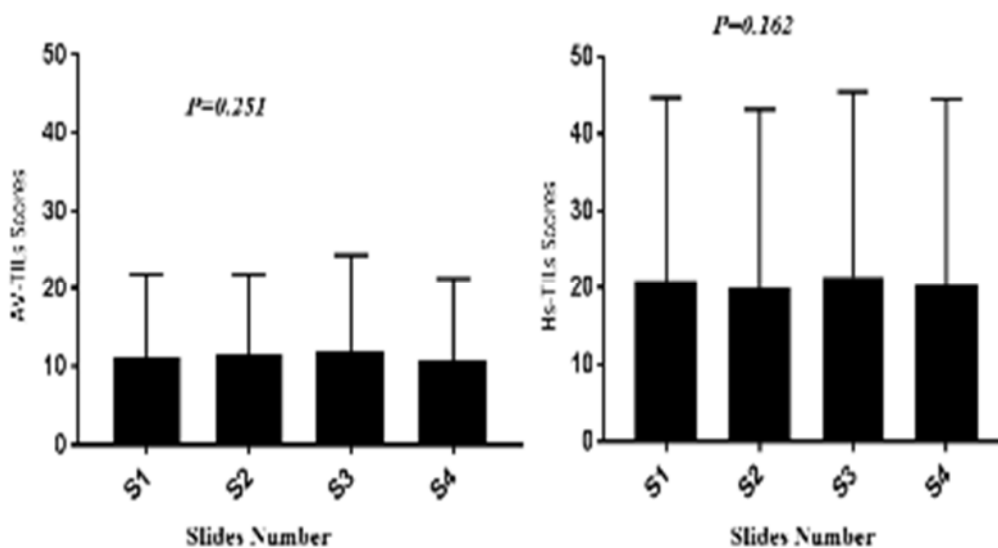 P=0.251
50
40
30
20
10
0
AV-TILs Scores
S1
S2
S3
S4
Slides Number
P=0.162
50
40
30
20
10
0
Hs-TILs Scores
S1
S2
S3
S4
Slides Number